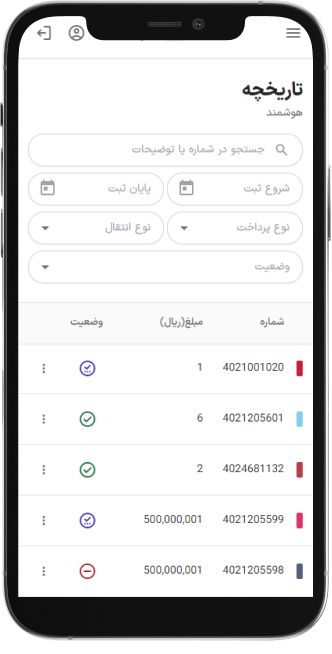 تاریخچه
هوشمند
جستجو در شماره یا توضیحات
شروع ثبت پایان ثبت
نوع پرداخت نوع انتقال
وضعیت
شماره مبلغ(ریال) وضعیت
4021001020 1
4021205601 6
4024681132 2
4021205599 500,000,001
4021205598 500,000,001